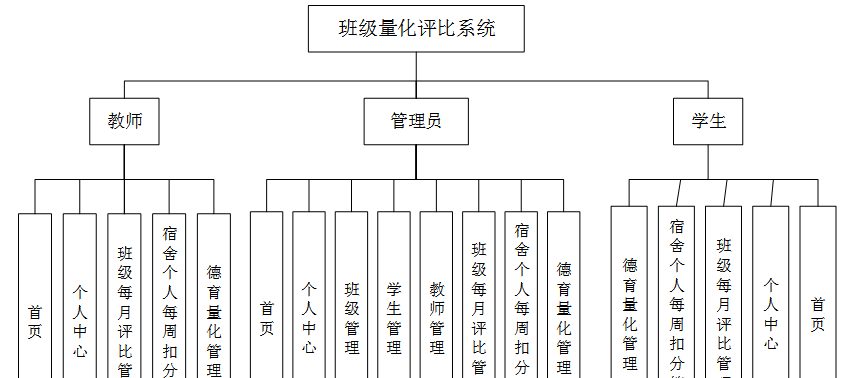 班级量化评比系统
教师
管理员
学生
首页
个人中心
班级每月评比管
宿舍个人每周扣分
德育量化管理
首页
个人中心
班级管理
学生管理
教师管理
班级每月评比管
宿舍个人每周扣分
德育量化管理
德育量化管理
宿舍个人每周扣分
班级每月评比管
个人中心
首页